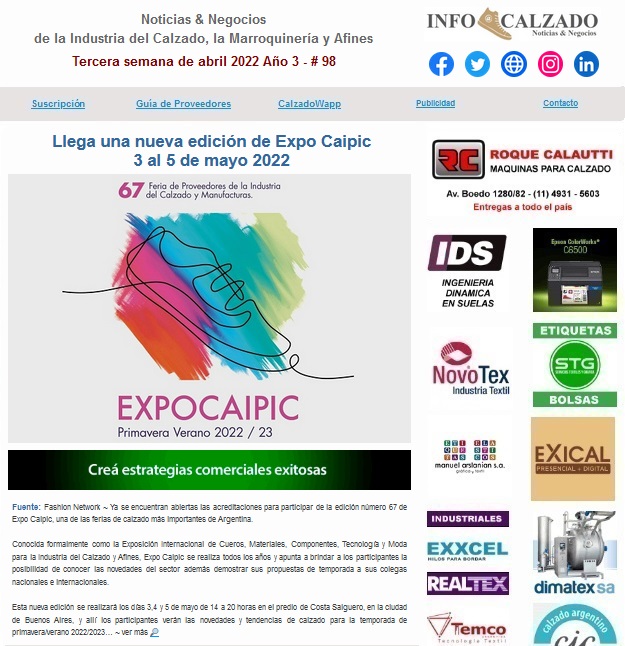 Noticias & Negocios
de la Industria del Calzado, la Marroquinería y Afines
Tercera semana de abril 2022 Año 3 - # 98
INFO CALZADO
Noticias & Negocios
Suscripción
Guía de Proveedores
CalzadoWapp
Publicidad
Contacto
Llega una nueva edición de Expo Caipic
3 al 5 de mayo 2022
67 Feria de Proveedores de la Industria
del Calzado y Manufacturas.
EXPOCAIPIC
Primavera Verano 2022 / 23
Creá estrategias comerciales exitosas
Fuente: Fashion Network ~ Ya se encuentran abiertas las acreditaciones para participar de la edición número 67 de
Expo Caipic, una de las ferias de calzado más importantes de Argentina.
Conocida formalmente como la Exposición Internacional de Cueros, Materiales, Componentes, Tecnología y Moda
para la Industria del Calzado y Afines, Expo Caipic se realiza todos los años y apunta a brindar a los participantes la
posibilidad de conocer las novedades del sector además demostrar sus propuestas de temporada a sus colegas
nacionales e internacionales.
Esta nueva edición se realizará los días 3,4 y 5 de mayo de 14 a 20 horas en el predio de Costa Salguero, en la ciudad
de Buenos Aires, y allí los participantes verán las novedades y tendencias de calzado para la temporada de
primavera/verano 2022/2023... ~ ver más
RC
ROQUE CALAUTTI
MAQUINAS PARA CALZADO
Av. Boedo 1280/82 - (11) 4931 - 5603
Entregas a todo el país
IDS
INGENIERIA
DINAMICA
EN SUELAS
Epson ColorWorks
C6500
NovoTex
Industria Textil
ETIQUETAS
STG
BOLSAS
ETI ELA
QUE STI
TAS COS
manuel arslanian s.a.
EXICAL
PRESENCIAL + DIGITAL
INDUSTRIALES
EXXCEL
HILOS PARA BORDAR
REALTEX
dimatex sa
Temco
Tecnología Textil
calzado argentino
cic